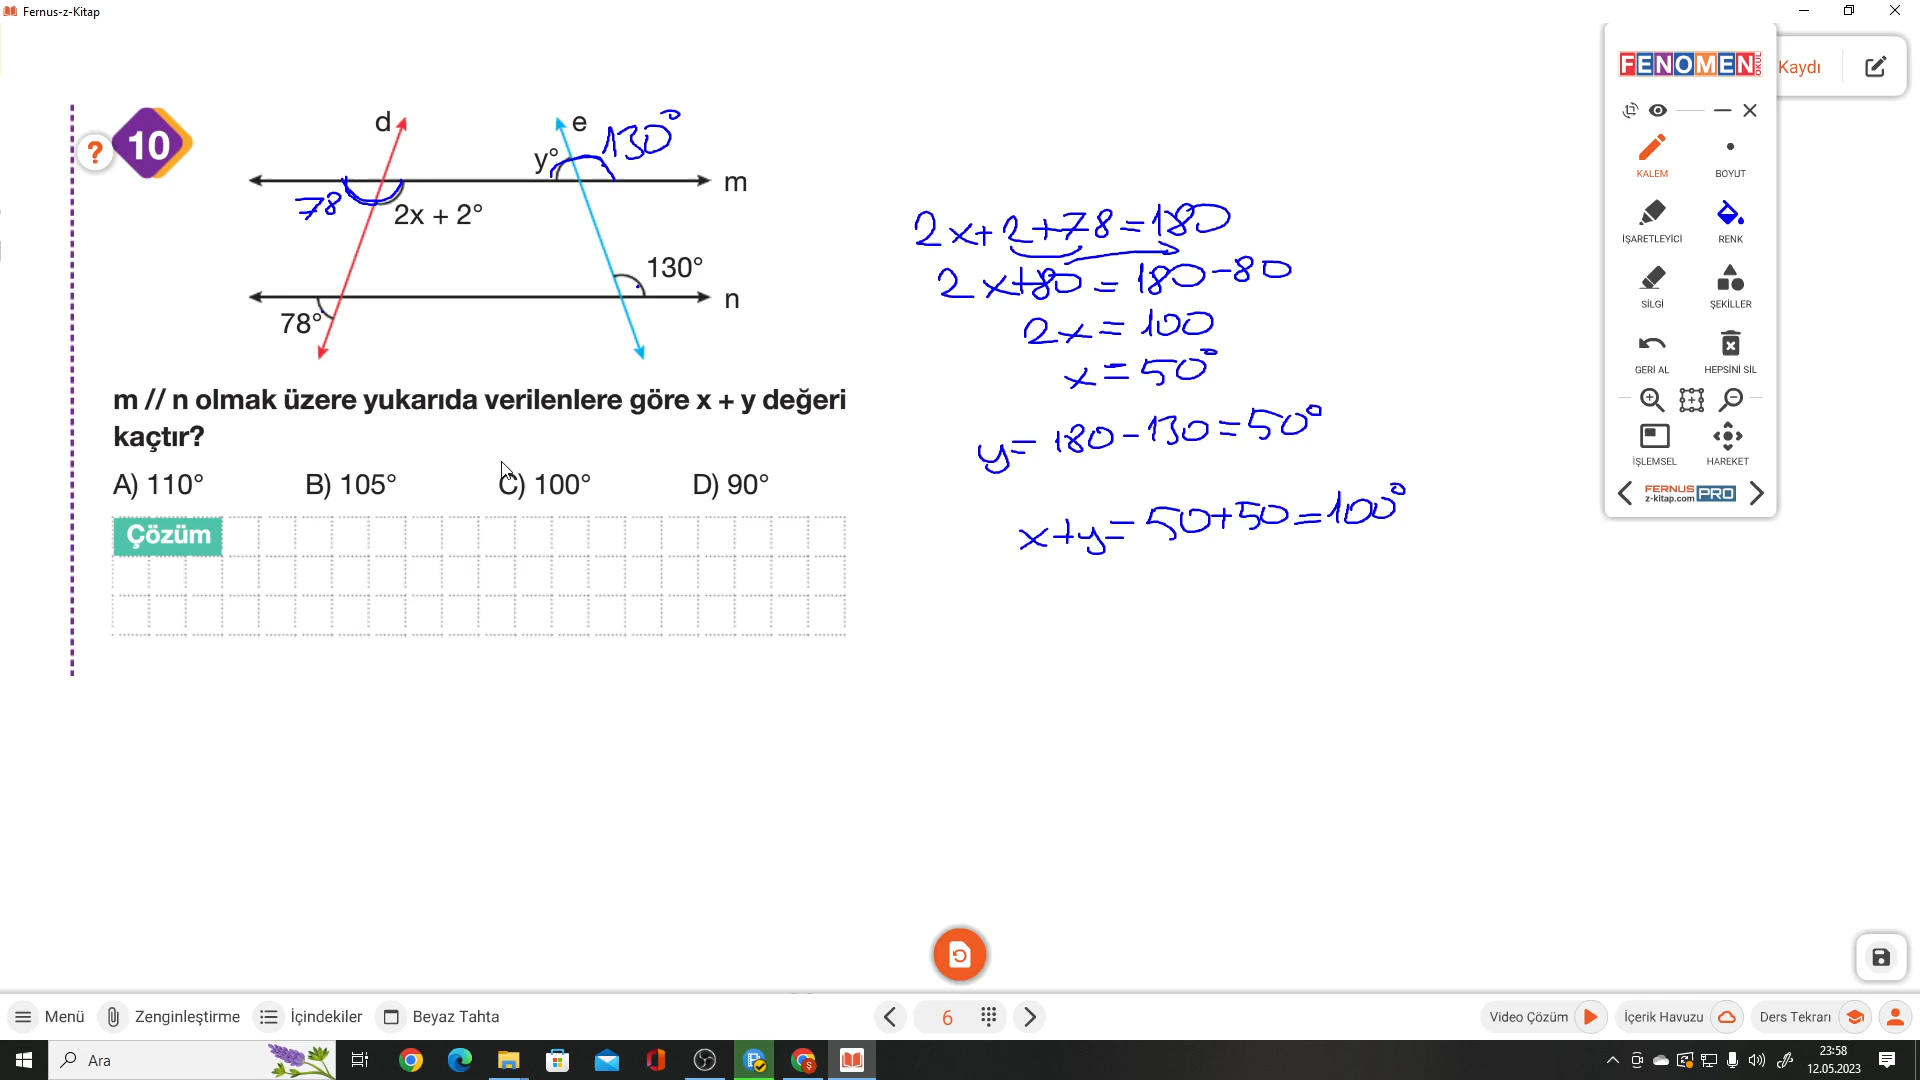 Fernus-z-Kitap
FENOMEN OKUL
Kaydı
KALEM
BOYUT
İŞARETLEYİCİ
RENK
SİLGİ
ŞEKİLLER
GERİ AL
HEPSİNİ SİL
İŞLEMSEL
HAREKET
FERNUS
z-kitap.com PRO
? 10
d
e
y°
130°
m
78
2x + 2°
130°
n
78°
m // n olmak üzere yukarıda verilenlere göre x + y değeri
kaçtır?
A) 110° B) 105° C) 100° D) 90°
Çözüm
2x+2+78=180
2x+80=180-80
2x=100
x=50°
y=180-130=50°
x+y=50+50=100°
Menü Zenginleştirme İçindekiler Beyaz Tahta 6 Video Çözüm İçerik Havuzu Ders Tekrarı
Ara
23:58
12.05.2023